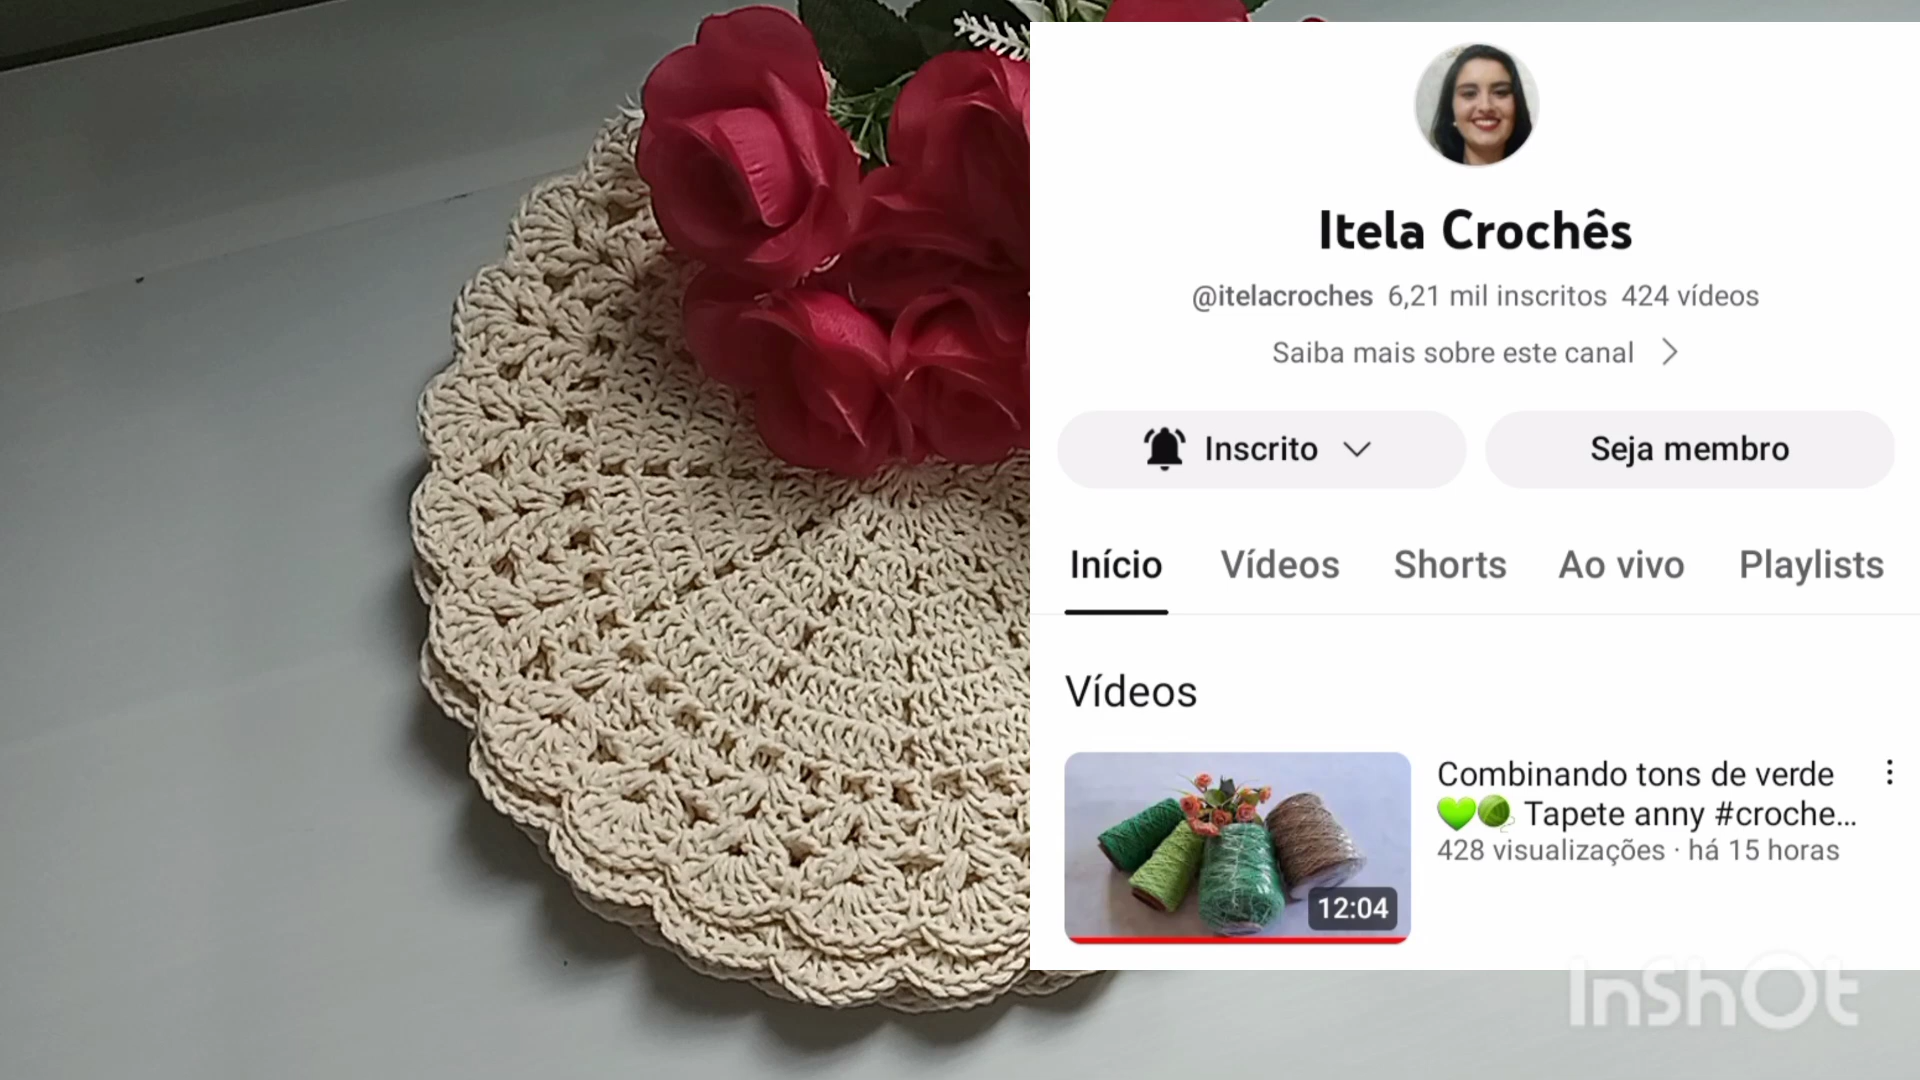 Itela Crochês
@itelacroches 6,21 mil inscritos 424 vídeos
Saiba mais sobre este canal
Inscrito
Seja membro
Início Vídeos Shorts Ao vivo Playlists
Vídeos
Combinando tons de verde
💚🧶 Tapete anny #croche...
428 visualizações · há 15 horas
12:04
InShOt